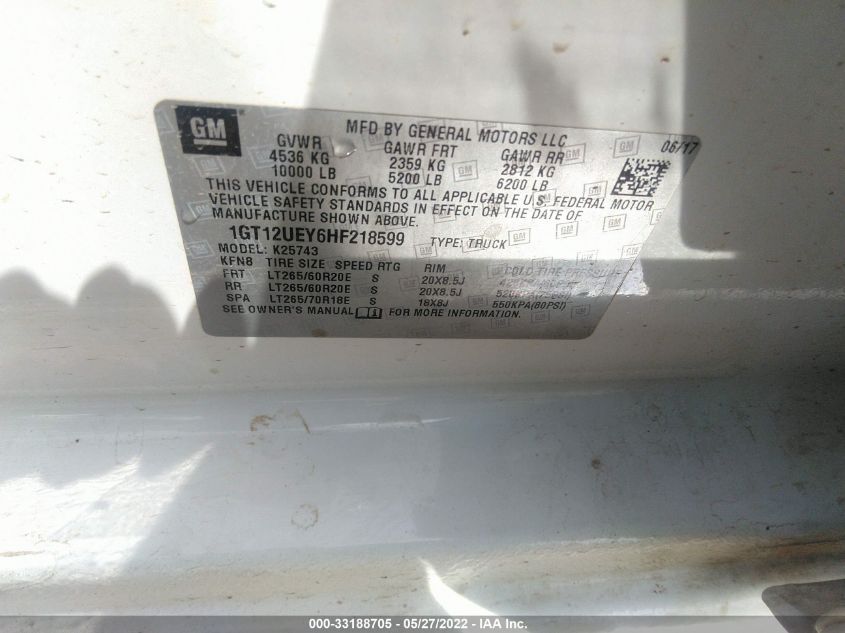 GM
MFD BY GENERAL MOTORS LLC
06/17
GVWR GAWR FRT GAWR RR
4536 KG 2359 KG 2812 KG
10000 LB 5200 LB 6200 LB
THIS VEHICLE CONFORMS TO ALL APPLICABLE U.S. FEDERAL MOTOR
VEHICLE SAFETY STANDARDS IN EFFECT ON THE DATE OF
MANUFACTURE SHOWN ABOVE.
1GT12UEY6HF218599 TYPE: TRUCK
MODEL: K25743
KFN8 TIRE SIZE SPEED RTG RIM COLD TIRE PRESSURE
FRT LT265/60R20E S 20X8.5J
RR LT265/60R20E S 20X8.5J
SPA LT265/70R18E S 18X8J 550KPA(80PSI)
SEE OWNER'S MANUAL FOR MORE INFORMATION.
000-33188705 - 05/27/2022 - IAA Inc.